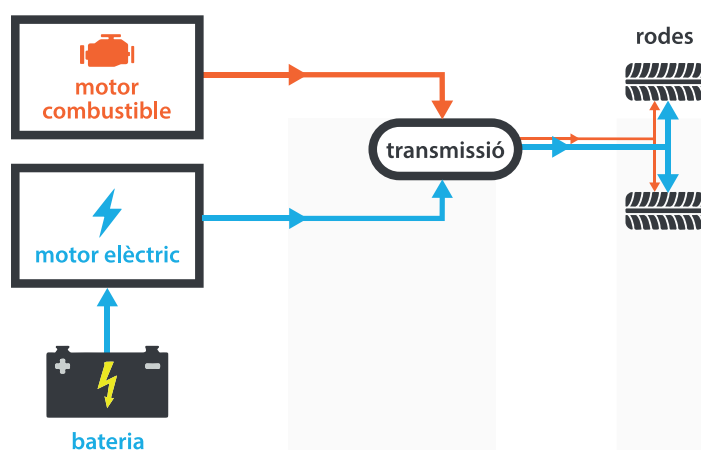 rodes
motor
combustible
transmissió
motor elèctric
bateria